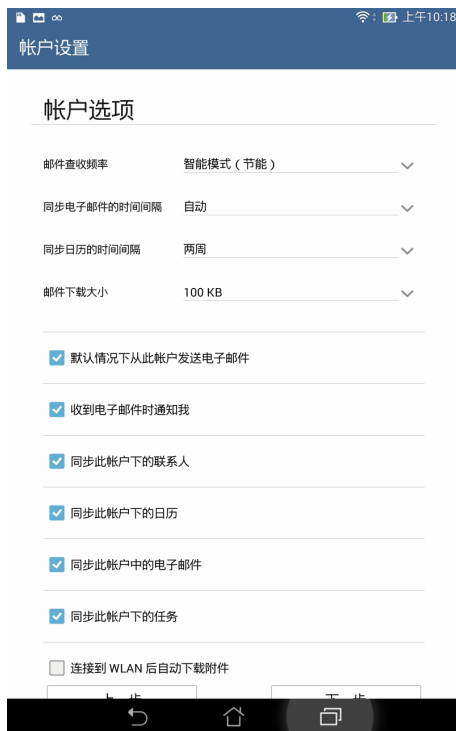 上午10:18
帐户设置
帐户选项
邮件查收频率 智能模式（节能）
同步电子邮件的时间间隔 自动
同步日历的时间间隔 两周
邮件下载大小 100 KB
默认情况下从此帐户发送电子邮件
收到电子邮件时通知我
同步此帐户下的联系人
同步此帐户下的日历
同步此帐户中的电子邮件
同步此帐户下的任务
连接到 WLAN 后自动下载附件
上一步 下一步